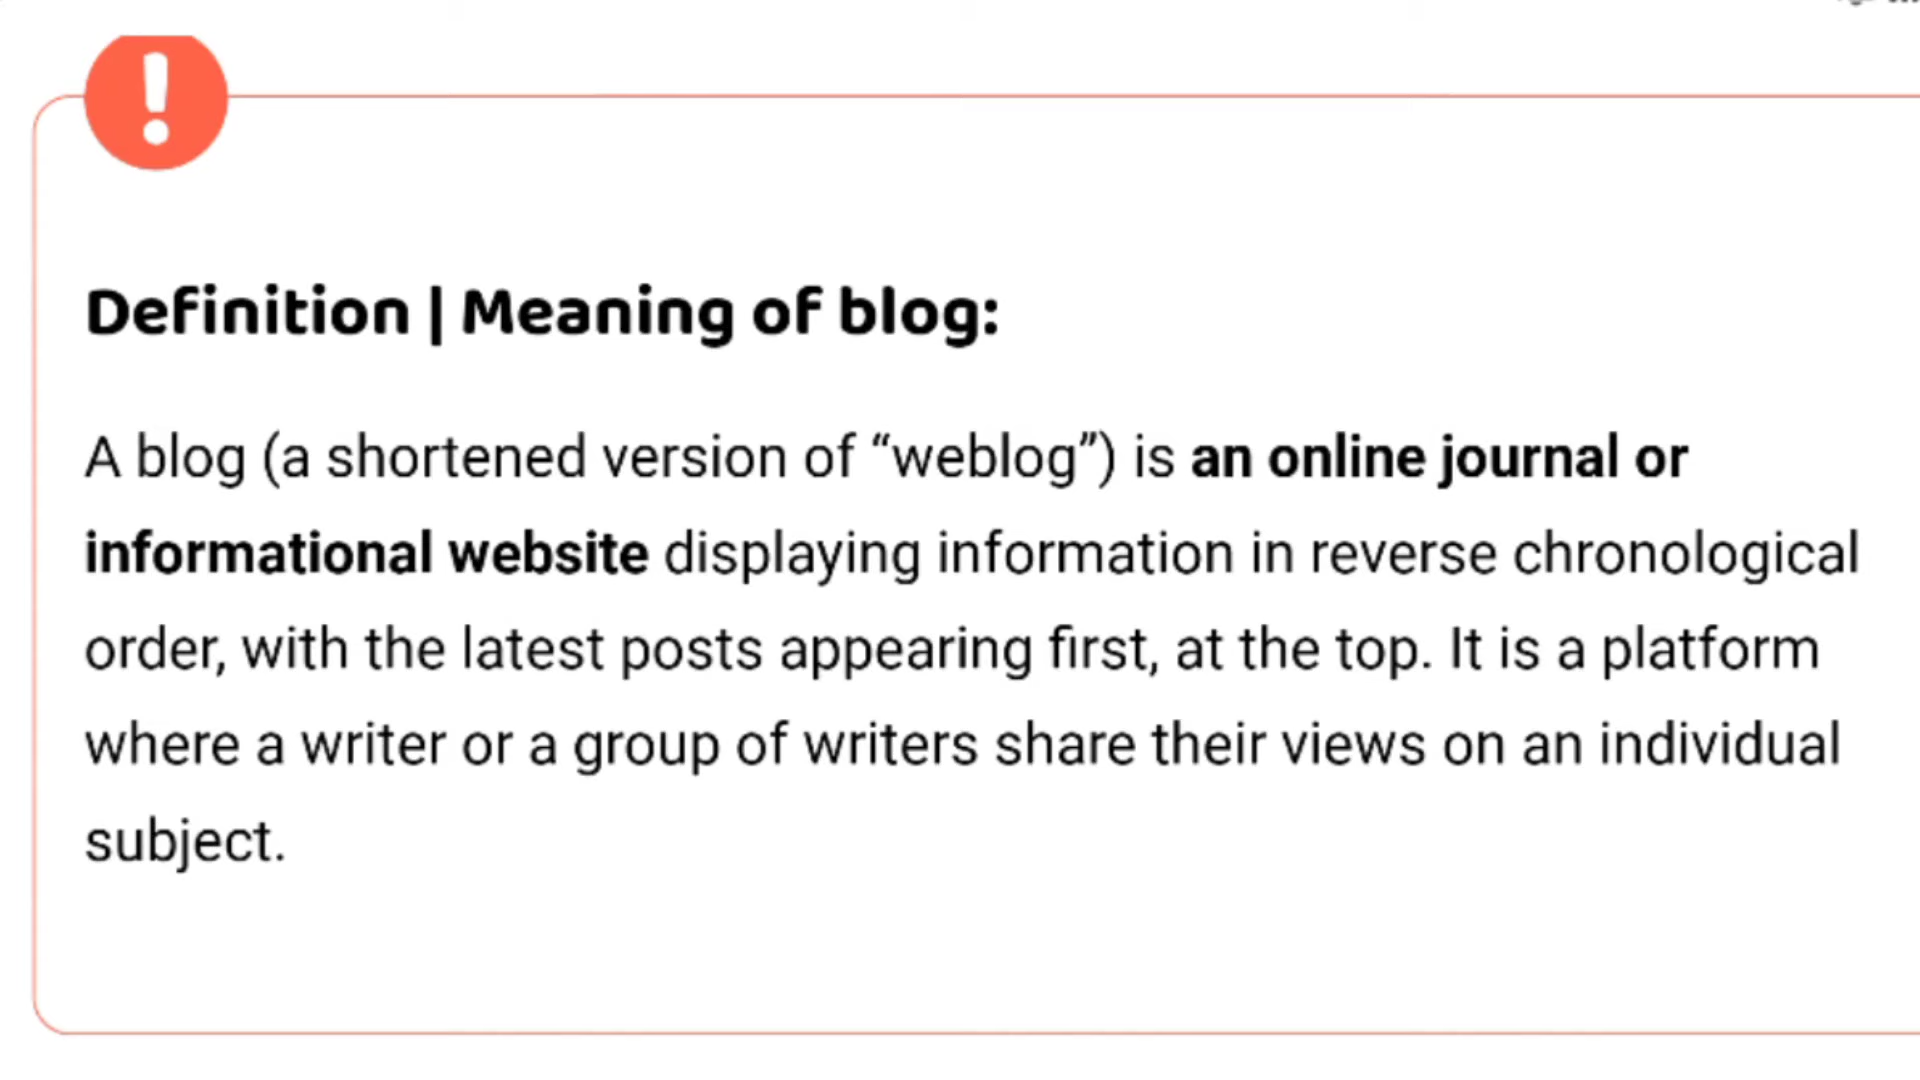 Definition | Meaning of blog:
A blog (a shortened version of “weblog”) is an online journal or
informational website displaying information in reverse chronological
order, with the latest posts appearing first, at the top. It is a platform
where a writer or a group of writers share their views on an individual
subject.